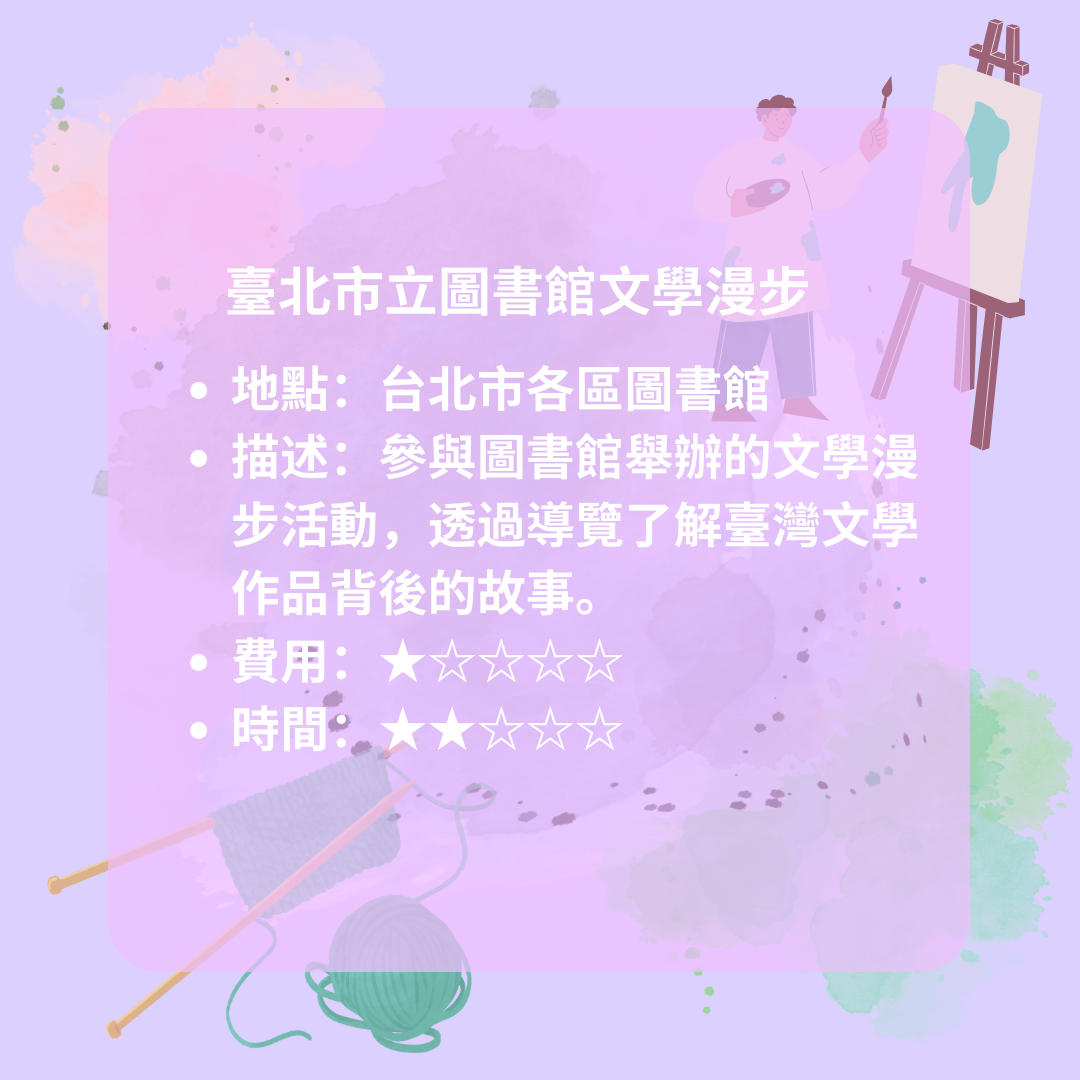 臺北市立圖書館文學漫步
• 地點：台北市各區圖書館
• 描述：參與圖書館舉辦的文學漫
步活動，透過導覽了解臺灣文學
作品背後的故事。
• 費用：★☆☆☆☆
• 時間：★★☆☆☆